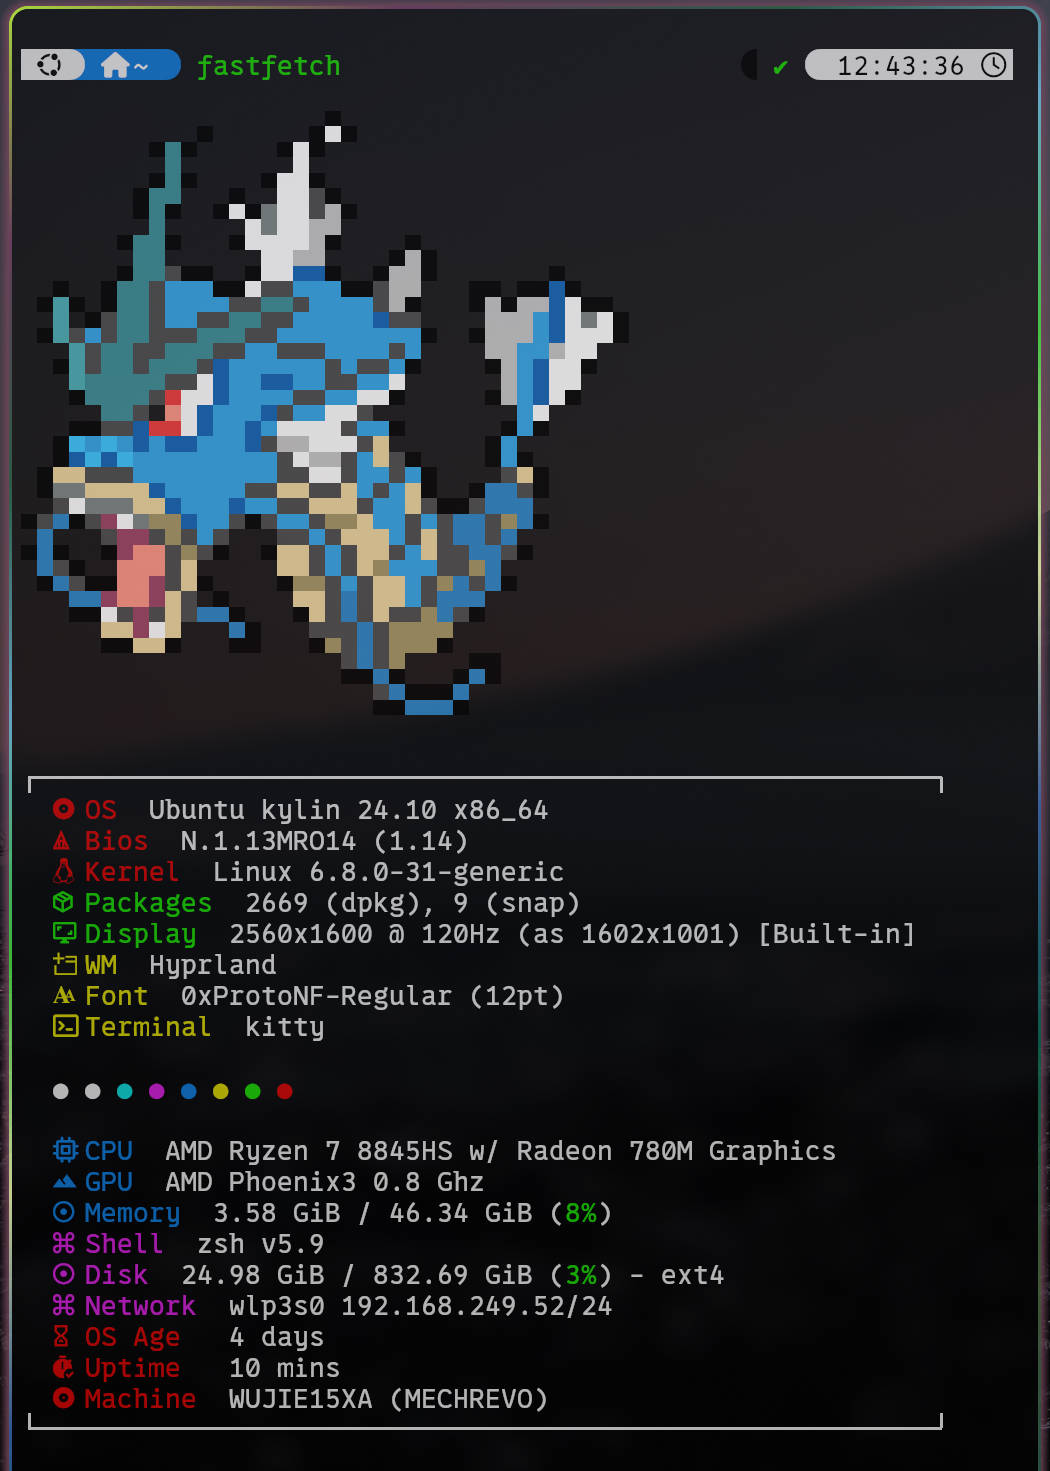 ~ fastfetch ✔ 12:43:36
OS Ubuntu kylin 24.10 x86_64
Bios N.1.13MRO14 (1.14)
Kernel Linux 6.8.0-31-generic
Packages 2669 (dpkg), 9 (snap)
Display 2560x1600 @ 120Hz (as 1602x1001) [Built-in]
WM Hyprland
Font 0xProtoNF-Regular (12pt)
Terminal kitty
CPU AMD Ryzen 7 8845HS w/ Radeon 780M Graphics
GPU AMD Phoenix3 0.8 Ghz
Memory 3.58 GiB / 46.34 GiB (8%)
Shell zsh v5.9
Disk 24.98 GiB / 832.69 GiB (3%) - ext4
Network wlp3s0 192.168.249.52/24
OS Age 4 days
Uptime 10 mins
Machine WUJIE15XA (MECHREVO)